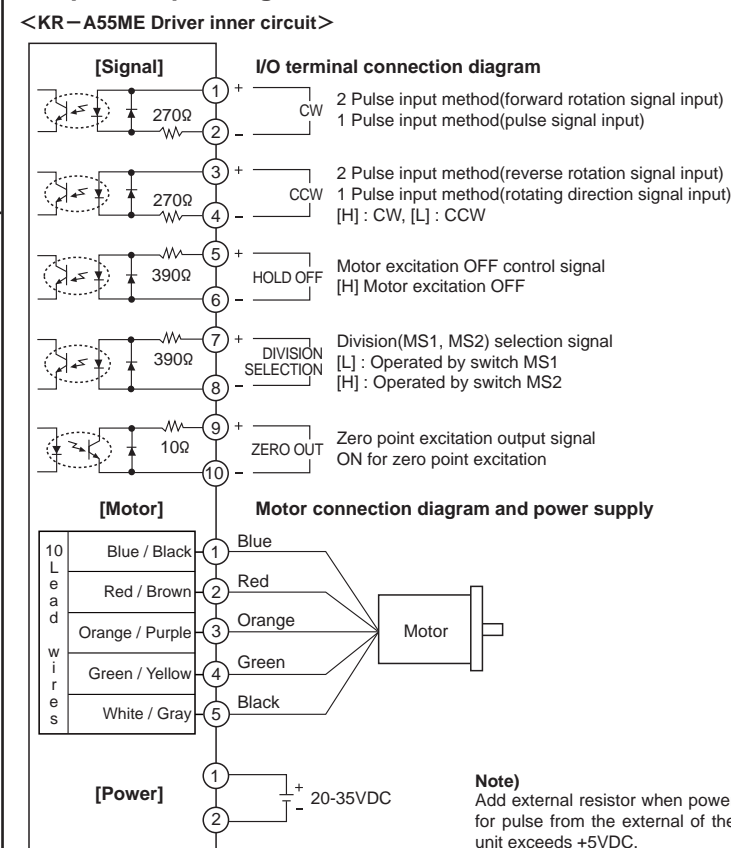 <KR-A55ME Driver inner circuit>
[Signal]
I/O terminal connection diagram
1 +
270Ω
2 -
CW
2 Pulse input method(forward rotation signal input)
1 Pulse input method(pulse signal input)
3 +
270Ω
4 -
CCW
2 Pulse input method(reverse rotation signal input)
1 Pulse input method(rotating direction signal input)
[H] : CW, [L] : CCW
5 +
390Ω
6 -
HOLD OFF
Motor excitation OFF control signal
[H] Motor excitation OFF
7 +
390Ω
8 -
DIVISION
SELECTION
Division(MS1, MS2) selection signal
[L] : Operated by switch MS1
[H] : Operated by switch MS2
9 +
10Ω
10 -
ZERO OUT
Zero point excitation output signal
ON for zero point excitation
[Motor]
Motor connection diagram and power supply
10 Lead wires
Blue / Black 1 Blue
Red / Brown 2 Red
Orange / Purple 3 Orange
Green / Yellow 4 Green
White / Gray 5 Black
Motor
[Power]
1
+
20-35VDC
-
2
Note)
Add external resistor when power
for pulse from the external of the
unit exceeds +5VDC.